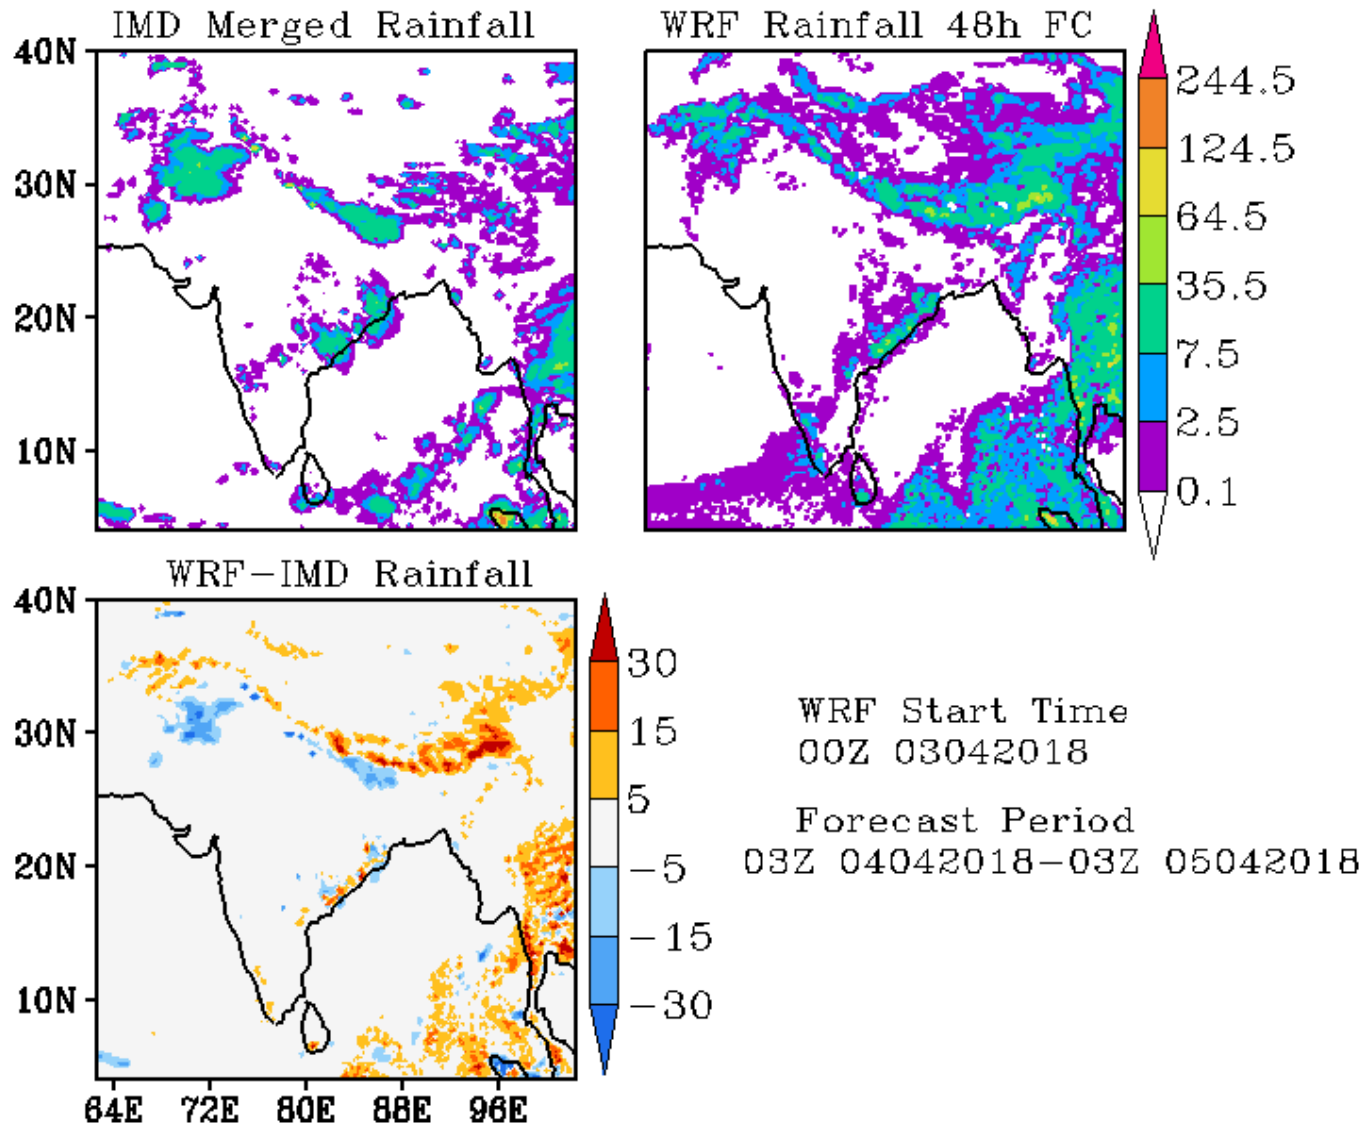 IMD Merged Rainfall
WRF Rainfall 48h FC
40N
30N
20N
10N
244.5
124.5
64.5
35.5
7.5
2.5
0.1
WRF-IMD Rainfall
40N
30N
20N
10N
64E 72E 80E 88E 96E
30
15
5
-5
-15
-30
WRF Start Time
00Z 03042018
Forecast Period
03Z 04042018-03Z 05042018